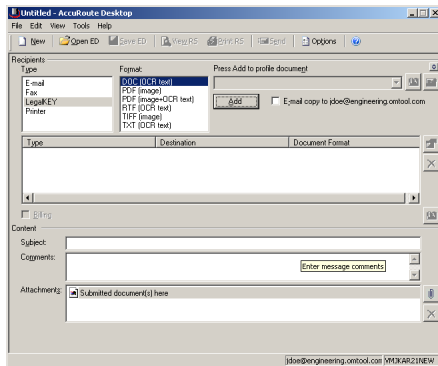 Untitled - AccuRoute Desktop
File Edit View Tools Help
New Open ED Save ED View RS Print RS Send Options
Recipients
Type Format: Press Add to profile document
E-mail
Fax
LegalKEY
Printer
DOC (OCR text)
PDF (image)
PDF (image+OCR text)
RTF (OCR text)
TIFF (image)
TXT (OCR text)
Add E-mail copy to jdoe@engineering.omtool.com
Type Destination Document Format
Billing
Content
Subject:
Comments:
Enter message comments
Attachments: Submitted document(s) here
jdoe@engineering.omtool.com VMJKAR21NEW